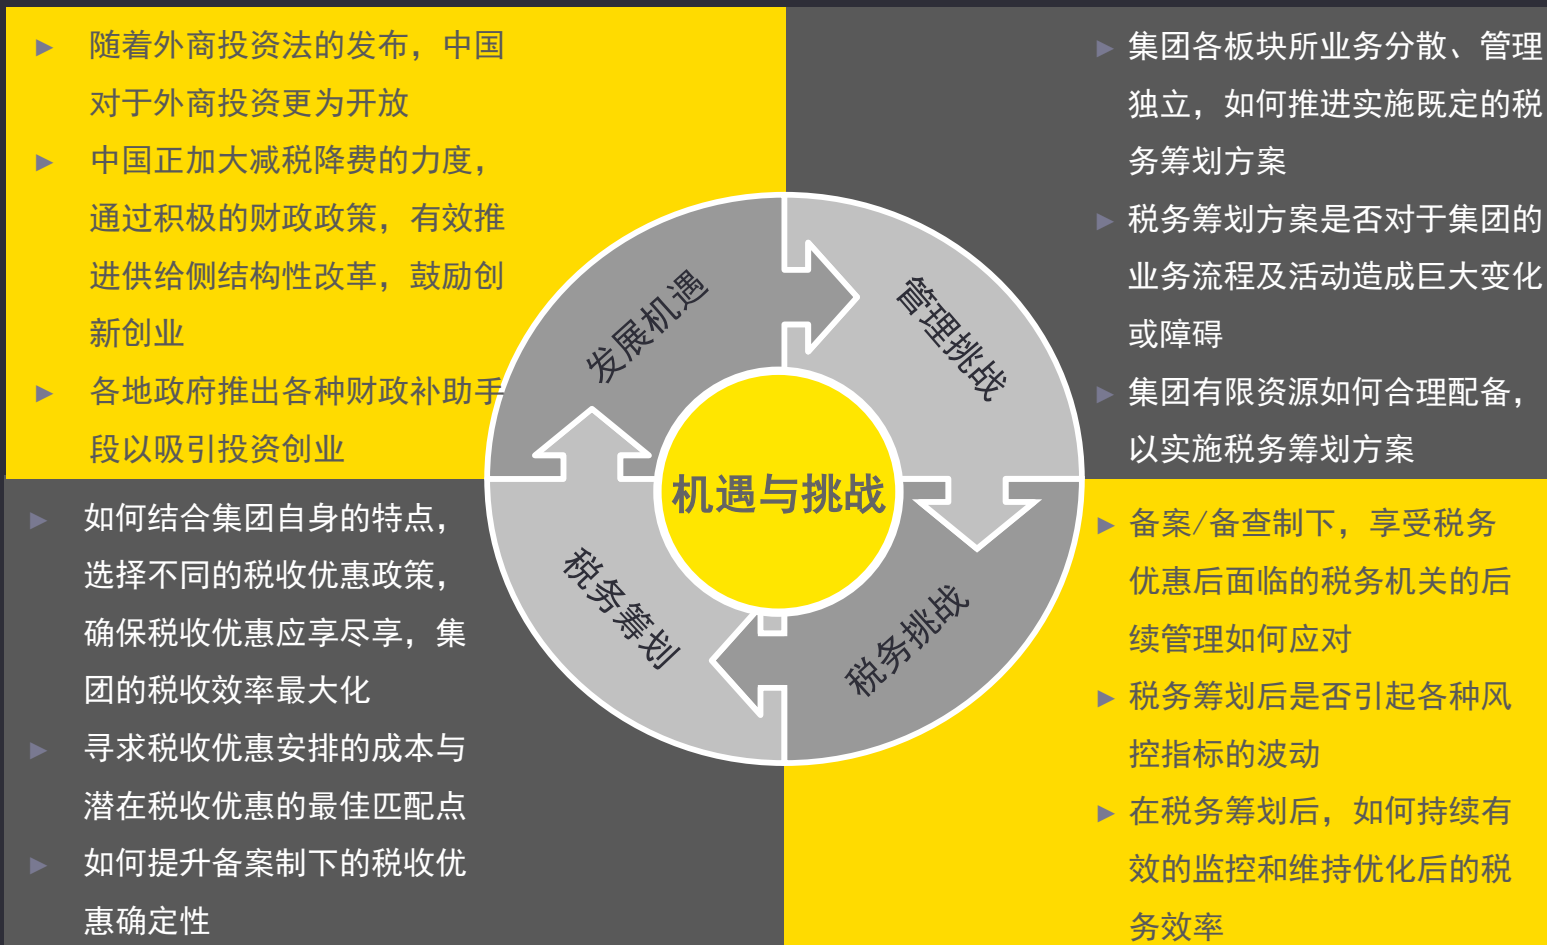 随着外商投资法的发布，中国
对于外商投资更为开放
中国正加大减税降费的力度，
通过积极的财政政策，有效推
进供给侧结构性改革，鼓励创
新创业
各地政府推出各种财政补助手
段以吸引投资创业
集团各板块所业务分散、管理
独立，如何推进实施既定的税
务筹划方案
税务筹划方案是否对于集团的
业务流程及活动造成巨大变化
或障碍
集团有限资源如何合理配备，
以实施税务筹划方案
发展机遇
管理挑战
机遇与挑战
税务筹划
税务挑战
如何结合集团自身的特点，
选择不同的税收优惠政策，
确保税收优惠应享尽享，集
团的税收效率最大化
寻求税收优惠安排的成本与
潜在税收优惠的最佳匹配点
如何提升备案制下的税收优
惠确定性
备案/备查制下，享受税务
优惠后面临的税务机关的后
续管理如何应对
税务筹划后是否引起各种风
控指标的波动
在税务筹划后，如何持续有
效的监控和维持优化后的税
务效率